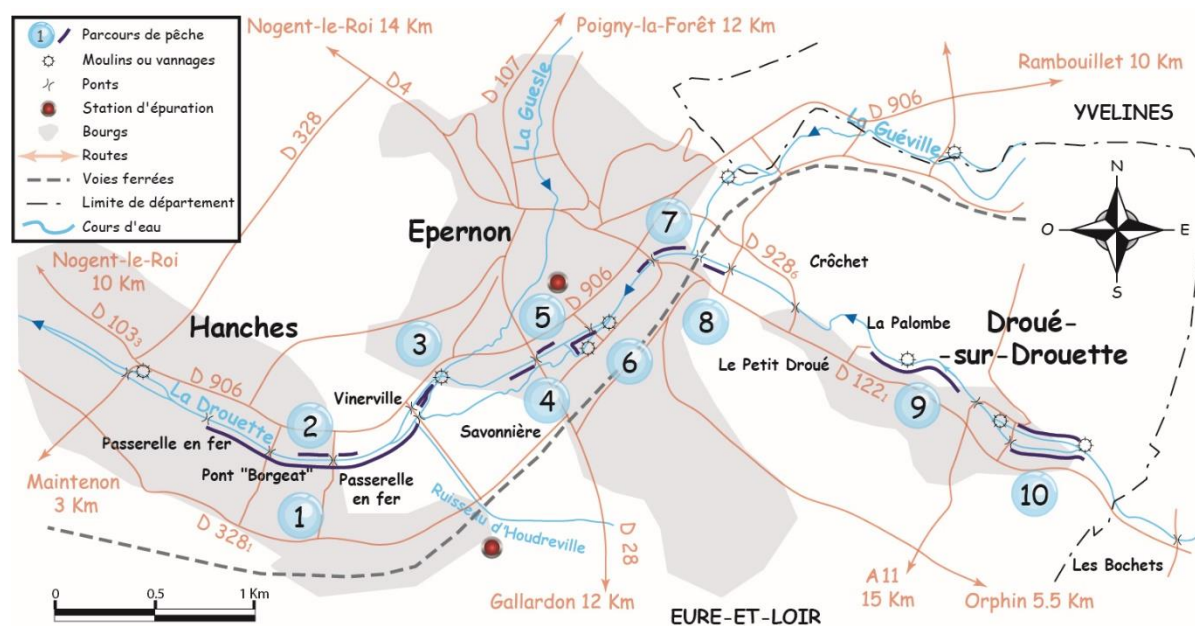 1 Parcours de pêche
Moulins ou vannages
Ponts
Station d'épuration
Bourgs
Routes
Voies ferrées
Limite de département
Cours d'eau
Nogent-le-Roi 14 Km
Poigny-la-Forêt 12 km
Rambouillet 10 Km
D 107
La Guesle
D4
D 328
D 906
La Guéville
YVELINES
N
O
E
S
Epernon
7
D 906
D 928₆
Crôchet
Nogent-le-Roi
10 Km
D 103₃
Hanches
3
5
8
6
La Palombe
Droué-
-sur-Drouette
Le Petit Droué
D 122₁
9
D 906
La Drouette
Vinerville
4
Savonnière
2
Passerelle en fer
Pont "Borgeat"
Passerelle
en fer
10
Maintenon
3 Km
1
D 328₁
Ruisseau d'Houdreville
D 28
Les Bochets
A 11
15 Km
Orphin 5.5 Km
Gallardon 12 Km
EURE-ET-LOIR
0 0.5 1 Km